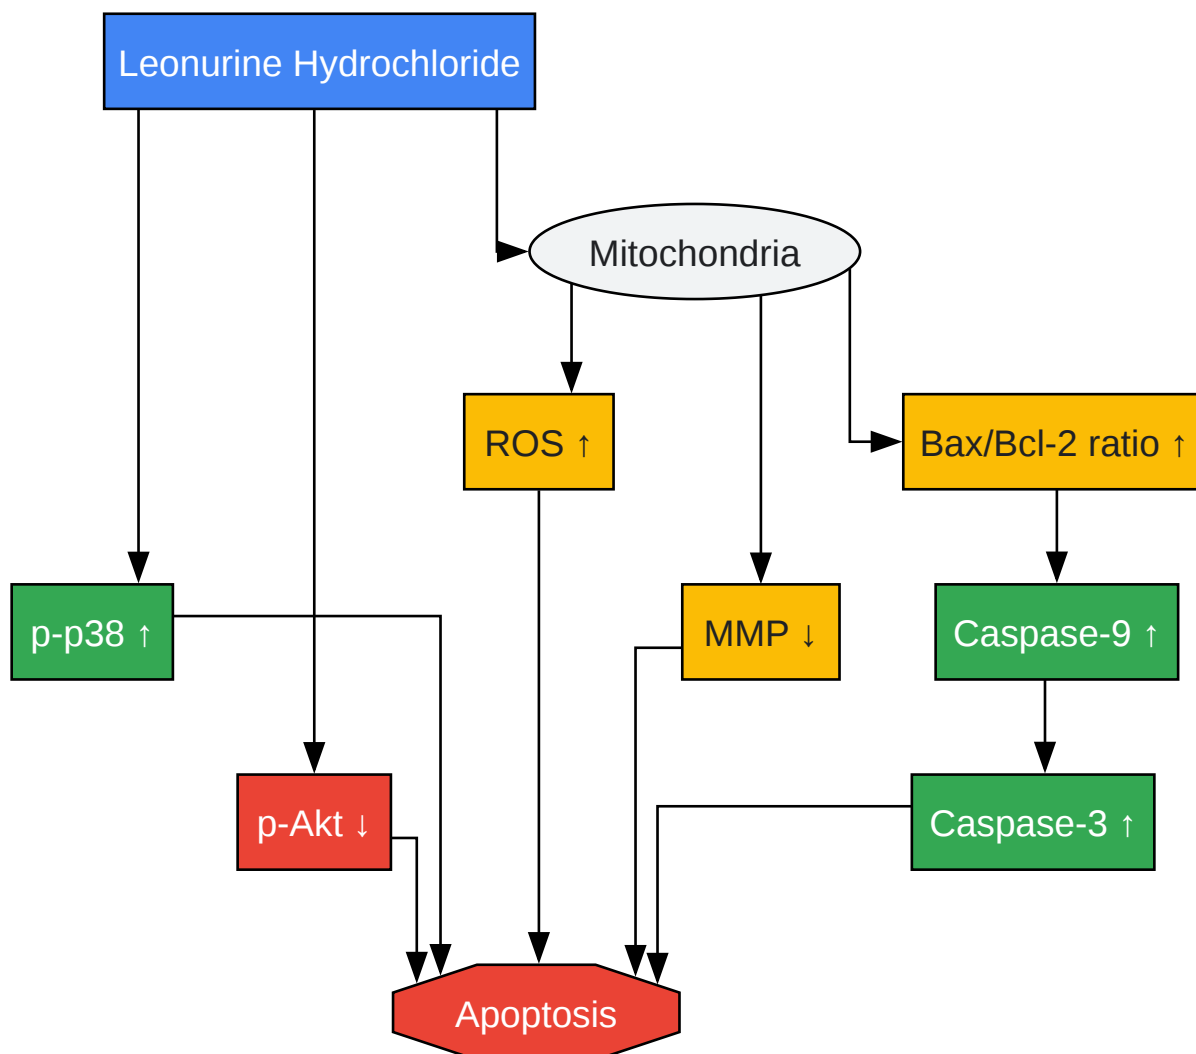 Leonurine Hydrochloride
Mitochondria
ROS ↑
Bax/Bcl-2 ratio ↑
p-p38 ↑
MMP ↓
Caspase-9 ↑
p-Akt ↓
Caspase-3 ↑
Apoptosis